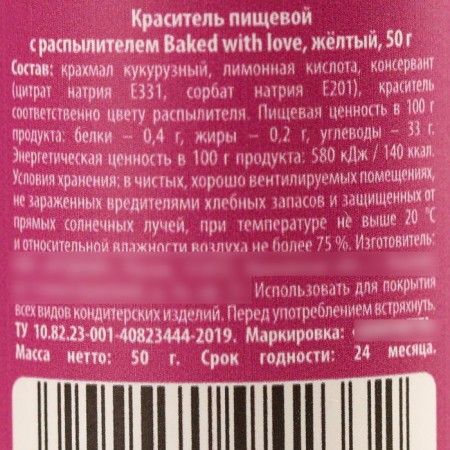 Краситель пищевой
с распылителем Baked with love, жёлтый, 50 г
Состав: крахмал кукурузный, лимонная кислота, консервант
(цитрат натрия Е331, сорбат натрия Е201), краситель
соответственно цвету распылителя. Пищевая ценность в 100 г
продукта: белки – 0,4 г, жиры – 0,2 г, углеводы – 33 г.
Энергетическая ценность в 100 г продукта: 580 кДж / 140 ккал.
Условия хранения: в чистых, хорошо вентилируемых помещениях,
не зараженных вредителями хлебных запасов и защищенных от
прямых солнечных лучей, при температуре не выше 20 °С
и относительной влажности воздуха не более 75 %. Изготовитель:
Использовать для покрытия
всех видов кондитерских изделий. Перед употреблением встряхнуть.
ТУ 10.82.23-001-40823444-2019. Маркировка:
Масса нетто: 50 г. Срок годности: 24 месяца.